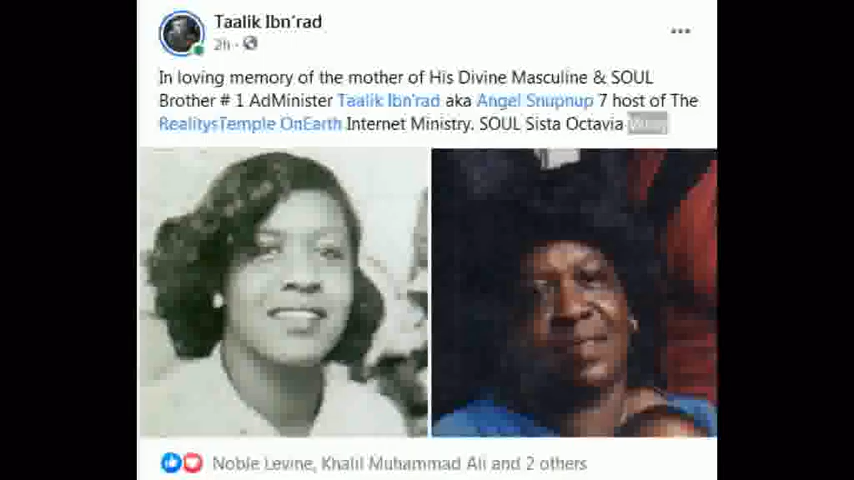 Taalik Ibn'rad
2h ·
In loving memory of the mother of His Divine Masculine & SOUL
Brother # 1 AdMinister Taalik Ibn'rad aka Angel Snupnup 7 host of The
RealitysTemple OnEarth Internet Ministry. SOUL Sista Octavia
Noble Levine, Khalil Muhammad Ali and 2 others